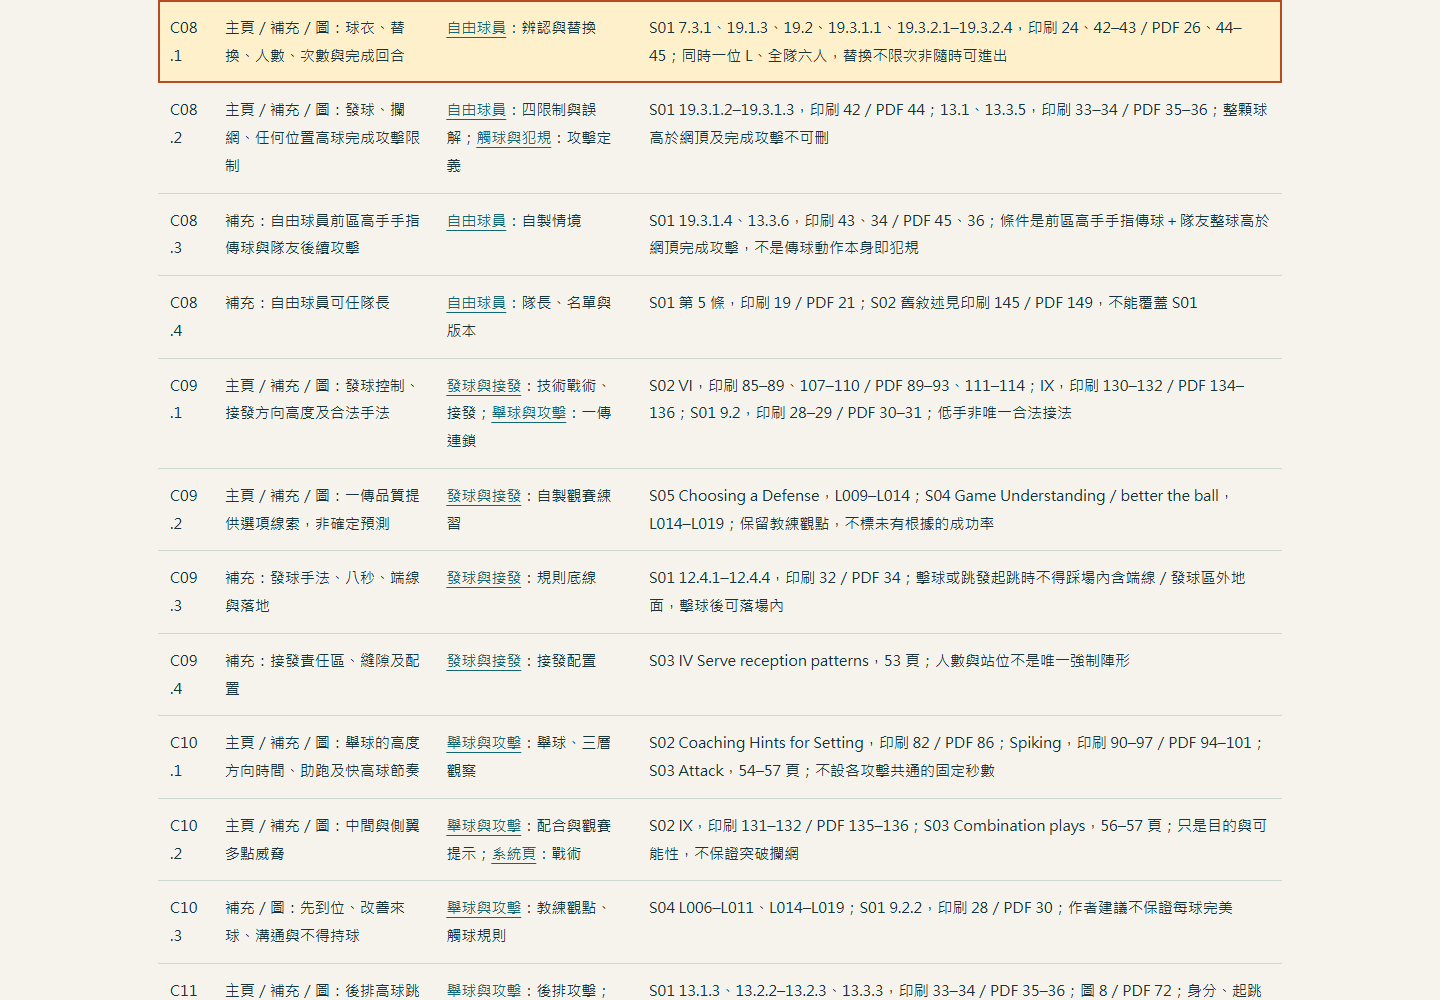 C08 主頁 / 補充 / 圖：球衣、替 自由球員：辨認與替換 S01 7.3.1、19.1.3、19.2、19.3.1.1、19.3.2.1–19.3.2.4，印刷 24、42–43 / PDF 26、44–
.1 換、人數、次數與完成回合 45；同時一位 L、全隊六人，替換不限次非隨時可進出
C08 主頁 / 補充 / 圖：發球、攔 自由球員：四限制與誤 S01 19.3.1.2–19.3.1.3，印刷 42 / PDF 44；13.1、13.3.5，印刷 33–34 / PDF 35–36；整顆球
.2 網、任何位置高球完成攻擊限 解；觸球與犯規：攻擊定 高於網頂及完成攻擊不可刪
制 義
C08 補充：自由球員前區高手手指 自由球員：自製情境 S01 19.3.1.4、13.3.6，印刷 43、34 / PDF 45、36；條件是前區高手手指傳球＋隊友整球高於
.3 傳球與隊友後續攻擊 網頂完成攻擊，不是傳球動作本身即犯規
C08 補充：自由球員可任隊長 自由球員：隊長、名單與 S01 第 5 條，印刷 19 / PDF 21；S02 舊敘述見印刷 145 / PDF 149，不能覆蓋 S01
.4 版本
C09 主頁 / 補充 / 圖：發球控制、 發球與接發：技術戰術、 S02 VI，印刷 85–89、107–110 / PDF 89–93、111–114；IX，印刷 130–132 / PDF 134–
.1 接發方向高度及合法手法 接發；舉球與攻擊：一傳 136；S01 9.2，印刷 28–29 / PDF 30–31；低手非唯一合法接法
連鎖
C09 主頁 / 補充 / 圖：一傳品質提 發球與接發：自製觀賽練 S05 Choosing a Defense，L009–L014；S04 Game Understanding / better the ball，
.2 供選項線索，非確定預測 習 L014–L019；保留教練觀點，不標未有根據的成功率
C09 補充：發球手法、八秒、端線 發球與接發：規則底線 S01 12.4.1–12.4.4，印刷 32 / PDF 34；擊球或跳發起跳時不得踩場內含端線 / 發球區外地
.3 與落地 面，擊球後可落場內
C09 補充：接發責任區、縫隙及配 發球與接發：接發配置 S03 IV Serve reception patterns，53 頁；人數與站位不是唯一強制陣形
.4 置
C10 主頁 / 補充 / 圖：舉球的高度 舉球與攻擊：舉球、三層 S02 Coaching Hints for Setting，印刷 82 / PDF 86；Spiking，印刷 90–97 / PDF 94–101；
.1 方向時間、助跑及快高球節奏 觀察 S03 Attack，54–57 頁；不設各攻擊共通的固定秒數
C10 主頁 / 補充 / 圖：中間與側翼 舉球與攻擊：配合與觀賽 S02 IX，印刷 131–132 / PDF 135–136；S03 Combination plays，56–57 頁；只是目的與可
.2 多點威脅 提示；系統頁：戰術 能性，不保證突破攔網
C10 補充 / 圖：先到位、改善來 舉球與攻擊：教練觀點、 S04 L006–L011、L014–L019；S01 9.2.2，印刷 28 / PDF 30；作者建議不保證每球完美
.3 球、溝通與不得持球 觸球規則
C11 主頁 / 補充 / 圖：後排高球跳 舉球與攻擊：後排攻擊； S01 13.1.3、13.2.2–13.2.3、13.3.3，印刷 33–34 / PDF 35–36；圖 8 / PDF 72；身分、起跳